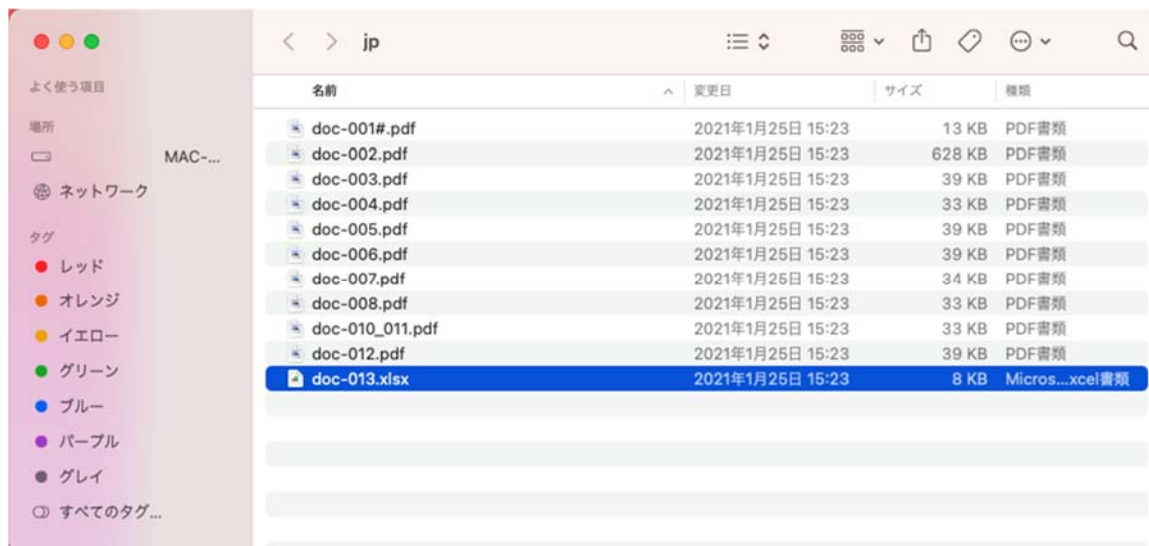 jp
よく使う項目
場所
MAC-...
ネットワーク
タグ
レッド
オレンジ
イエロー
グリーン
ブルー
パープル
グレイ
すべてのタグ...
名前 変更日 サイズ 種類
doc-001#.pdf 2021年1月25日 15:23 13 KB PDF書類
doc-002.pdf 2021年1月25日 15:23 628 KB PDF書類
doc-003.pdf 2021年1月25日 15:23 39 KB PDF書類
doc-004.pdf 2021年1月25日 15:23 33 KB PDF書類
doc-005.pdf 2021年1月25日 15:23 39 KB PDF書類
doc-006.pdf 2021年1月25日 15:23 39 KB PDF書類
doc-007.pdf 2021年1月25日 15:23 34 KB PDF書類
doc-008.pdf 2021年1月25日 15:23 33 KB PDF書類
doc-010_011.pdf 2021年1月25日 15:23 33 KB PDF書類
doc-012.pdf 2021年1月25日 15:23 39 KB PDF書類
doc-013.xlsx 2021年1月25日 15:23 8 KB Micros...xcel書類